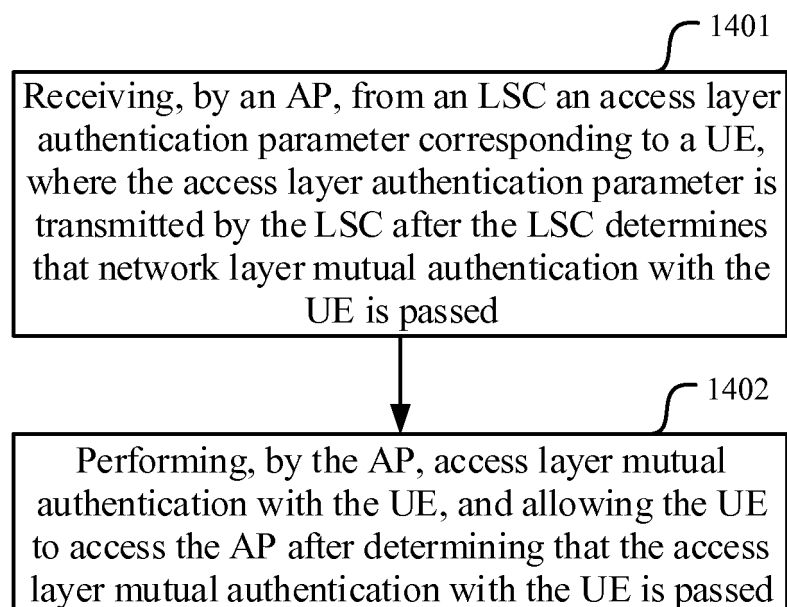 1401
Receiving, by an AP, from an LSC an access layer
authentication parameter corresponding to a UE,
where the access layer authentication parameter is
transmitted by the LSC after the LSC determines
that network layer mutual authentication with the
UE is passed
1402
Performing, by the AP, access layer mutual
authentication with the UE, and allowing the UE
to access the AP after determining that the access
layer mutual authentication with the UE is passed